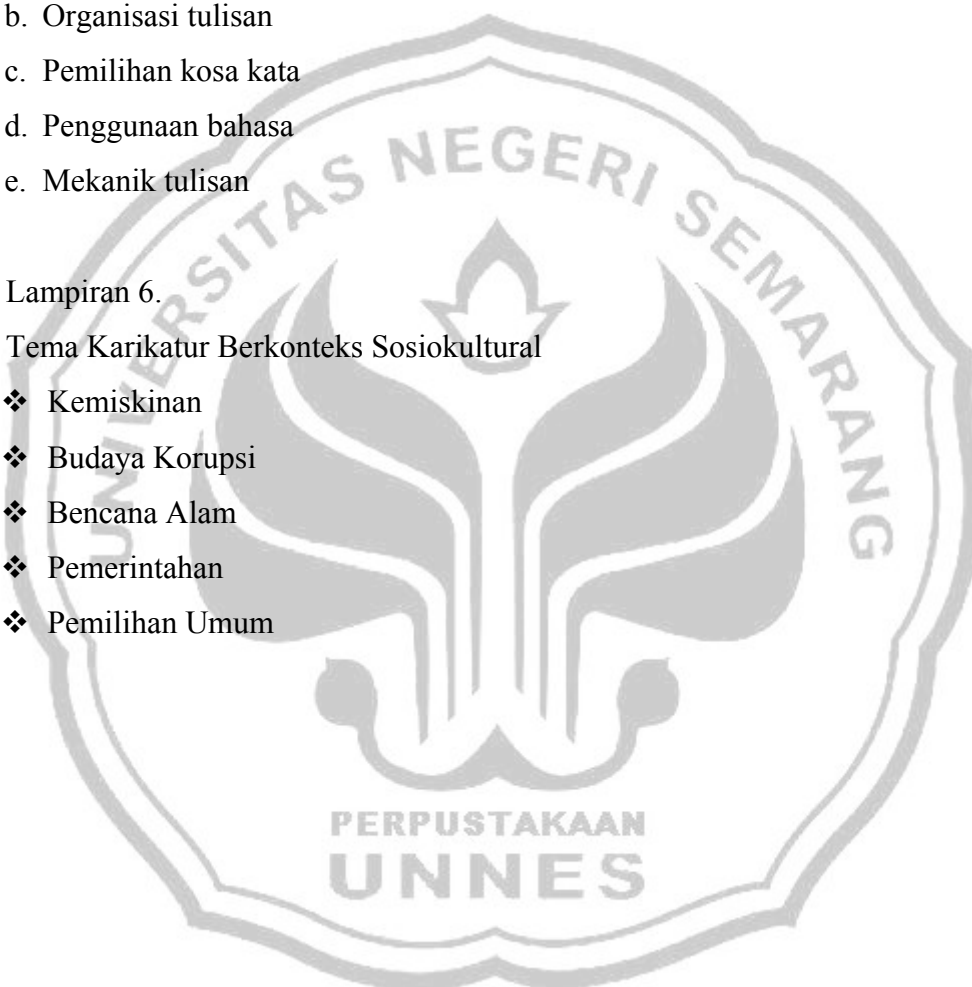 b. Organisasi tulisan
c. Pemilihan kosa kata
d. Penggunaan bahasa
e. Mekanik tulisan
Lampiran 6.
Tema Karikatur Berkonteks Sosiokultural
❖ Kemiskinan
❖ Budaya Korupsi
❖ Bencana Alam
❖ Pemerintahan
❖ Pemilihan Umum
UNIVERSITAS NEGERI SEMARANG
PERPUSTAKAAN
UNNES